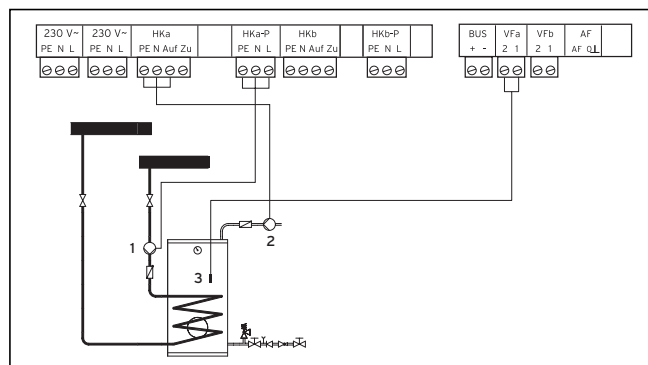 230 V~ 230 V~ HKa HKa-P HKb HKb-P BUS VFa VFb AF
PE N L PE N L PE N Auf Zu PE N L PE N Auf Zu PE N L + - 2 1 2 1 AF 0
1
2
3